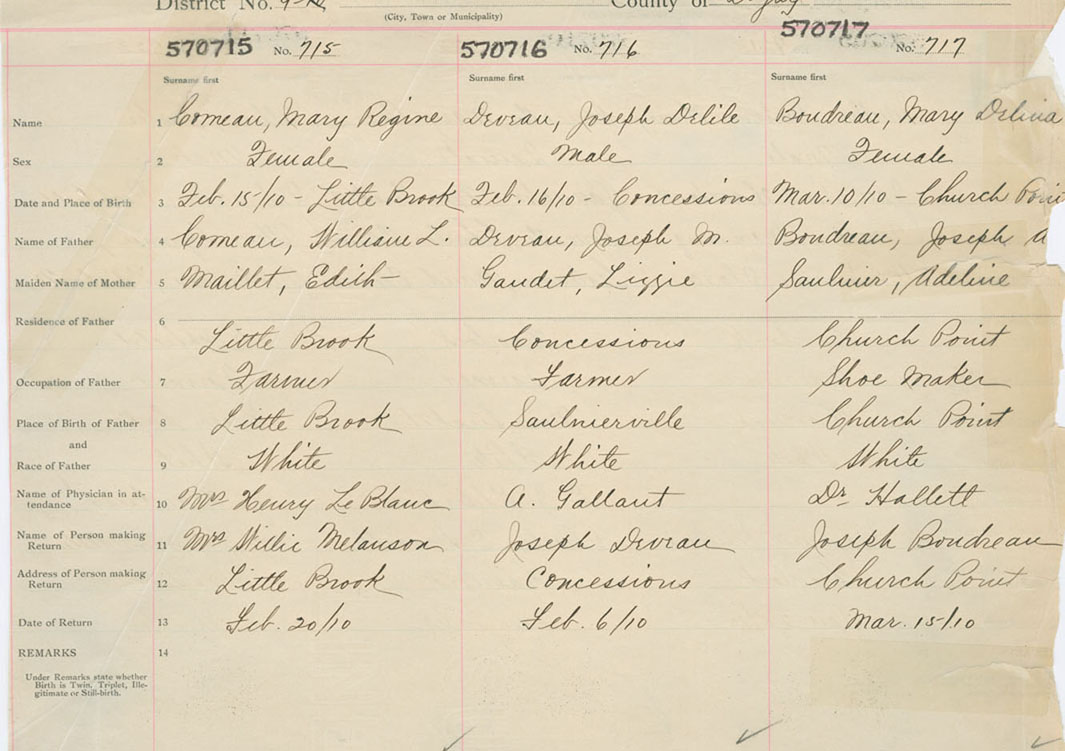 District No. County of
(City, Town or Municipality)
570715 No. 715 570716 No. 716 570717 No. 717
Surname first Surname first Surname first
Name 1 Comeau, Mary Regine Deveau, Joseph Delile Boudreau, Mary Delina
Sex 2 Female Male Female
Date and Place of Birth 3 Feb. 15/10 - Little Brook Feb. 16/10 - Concessions Mar. 10/10 - Church Point
Name of Father 4 Comeau, William L. Deveau, Joseph M. Boudreau, Joseph A
Maiden Name of Mother 5 Maillet, Edith Gaudet, Lizzie Saulnier, Adeline
Residence of Father 6
Little Brook Concessions Church Point
Occupation of Father 7 Farmer Farmer Shoe Maker
Place of Birth of Father 8 Little Brook Saulnierville Church Point
and
Race of Father 9 White White White
Name of Physician in at-
tendance 10 Mrs Henry Le Blanc A. Gallant Dr Hallett
Name of Person making
Return 11 Mrs Willie Melanson Joseph Deveau Joseph Boudreau
Address of Person making
Return 12 Little Brook Concessions Church Point
Date of Return 13 Feb. 20/10 Feb. 6/10 Mar. 15/10
REMARKS 14
Under Remarks state whether
Birth is Twin, Triplet, Ille-
gitimate or Still-birth.